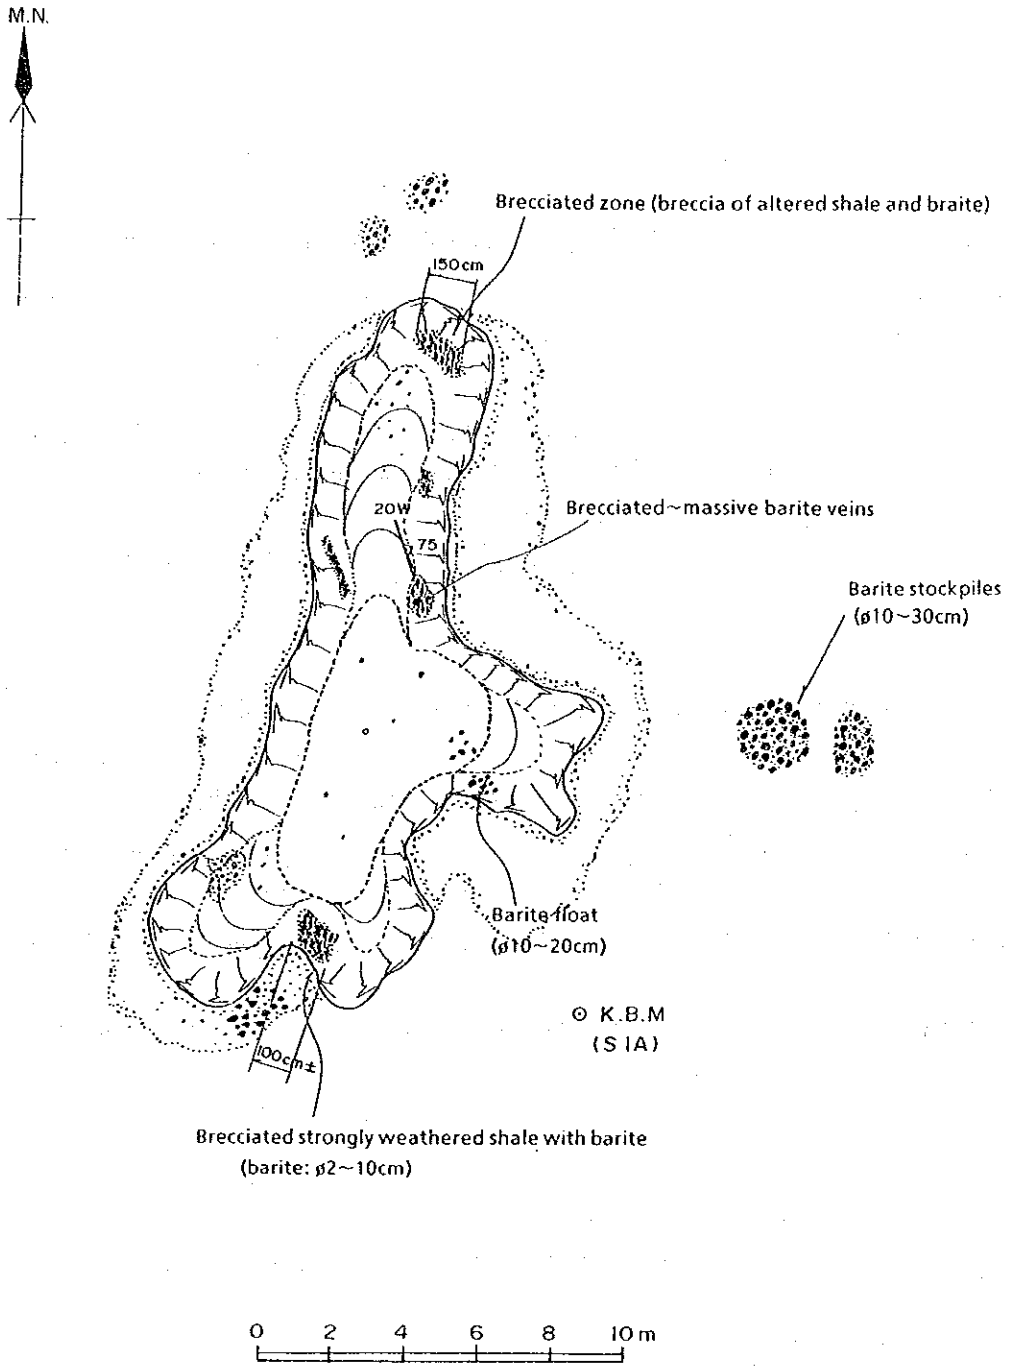 M.N.
Brecciated zone (breccia of altered shale and braite)
150cm
20W
Brecciated~massive barite veins
75
Barite stockpiles
(ø10~30cm)
Barite float
(ø10~20cm)
⊙ K.B.M
(S1A)
100cm±
Brecciated strongly weathered shale with barite
(barite: ø2~10cm)
0 2 4 6 8 10m